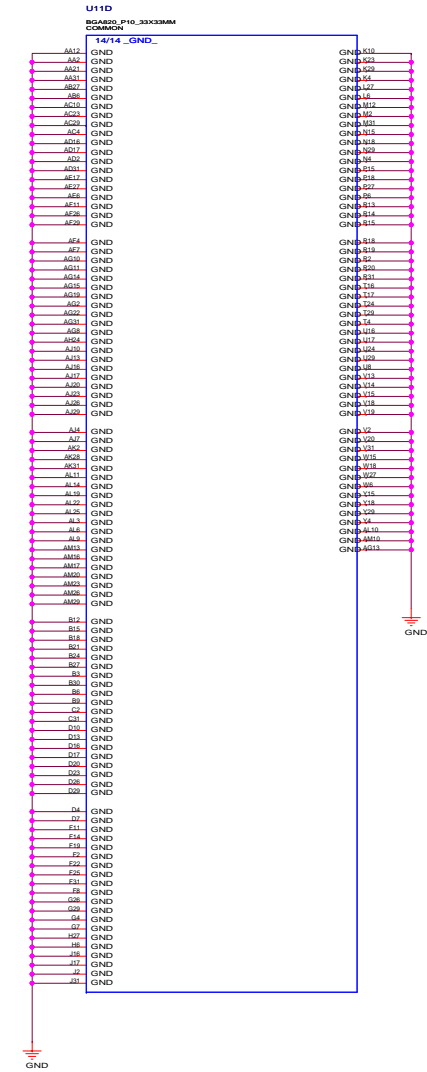 U11D
BGA820_P10_33X33MM
COMMON
14/14 _GND_
AA12 GND
AA2 GND
AA21 GND
AA31 GND
AB27 GND
AB6 GND
AC10 GND
AC23 GND
AC29 GND
AC4 GND
AD16 GND
AD17 GND
AD2 GND
AD31 GND
AE17 GND
AE27 GND
AE6 GND
AF11 GND
AF26 GND
AF29 GND
AF4 GND
AF7 GND
AG10 GND
AG11 GND
AG14 GND
AG15 GND
AG19 GND
AG2 GND
AG22 GND
AG31 GND
AG8 GND
AH24 GND
AJ10 GND
AJ13 GND
AJ16 GND
AJ17 GND
AJ20 GND
AJ23 GND
AJ26 GND
AJ29 GND
AJ4 GND
AJ7 GND
AK2 GND
AK28 GND
AK31 GND
AL11 GND
AL14 GND
AL19 GND
AL22 GND
AL25 GND
AL3 GND
AL6 GND
AL9 GND
AM13 GND
AM16 GND
AM17 GND
AM20 GND
AM23 GND
AM26 GND
AM29 GND
B12 GND
B15 GND
B18 GND
B21 GND
B24 GND
B27 GND
B3 GND
B30 GND
B6 GND
B9 GND
C2 GND
C31 GND
D10 GND
D13 GND
D16 GND
D17 GND
D20 GND
D23 GND
D26 GND
D29 GND
D4 GND
D7 GND
F11 GND
F14 GND
F19 GND
F2 GND
F22 GND
F25 GND
F31 GND
F8 GND
G26 GND
G29 GND
G4 GND
G7 GND
H27 GND
H6 GND
J16 GND
J17 GND
J2 GND
J31 GND
GND
GND K10
GND K23
GND K29
GND K4
GND L27
GND L6
GND M12
GND M2
GND M31
GND N15
GND N18
GND N29
GND N4
GND P15
GND P18
GND P27
GND P6
GND R13
GND R14
GND R15
GND R18
GND R19
GND R2
GND R20
GND R31
GND T16
GND T17
GND T24
GND T29
GND T4
GND U16
GND U17
GND U24
GND U29
GND U8
GND V13
GND V14
GND V15
GND V18
GND V19
GND V2
GND V20
GND V31
GND W15
GND W18
GND W27
GND W6
GND Y15
GND Y18
GND Y29
GND Y4
GND AL10
GND AM10
GND AG13
GND